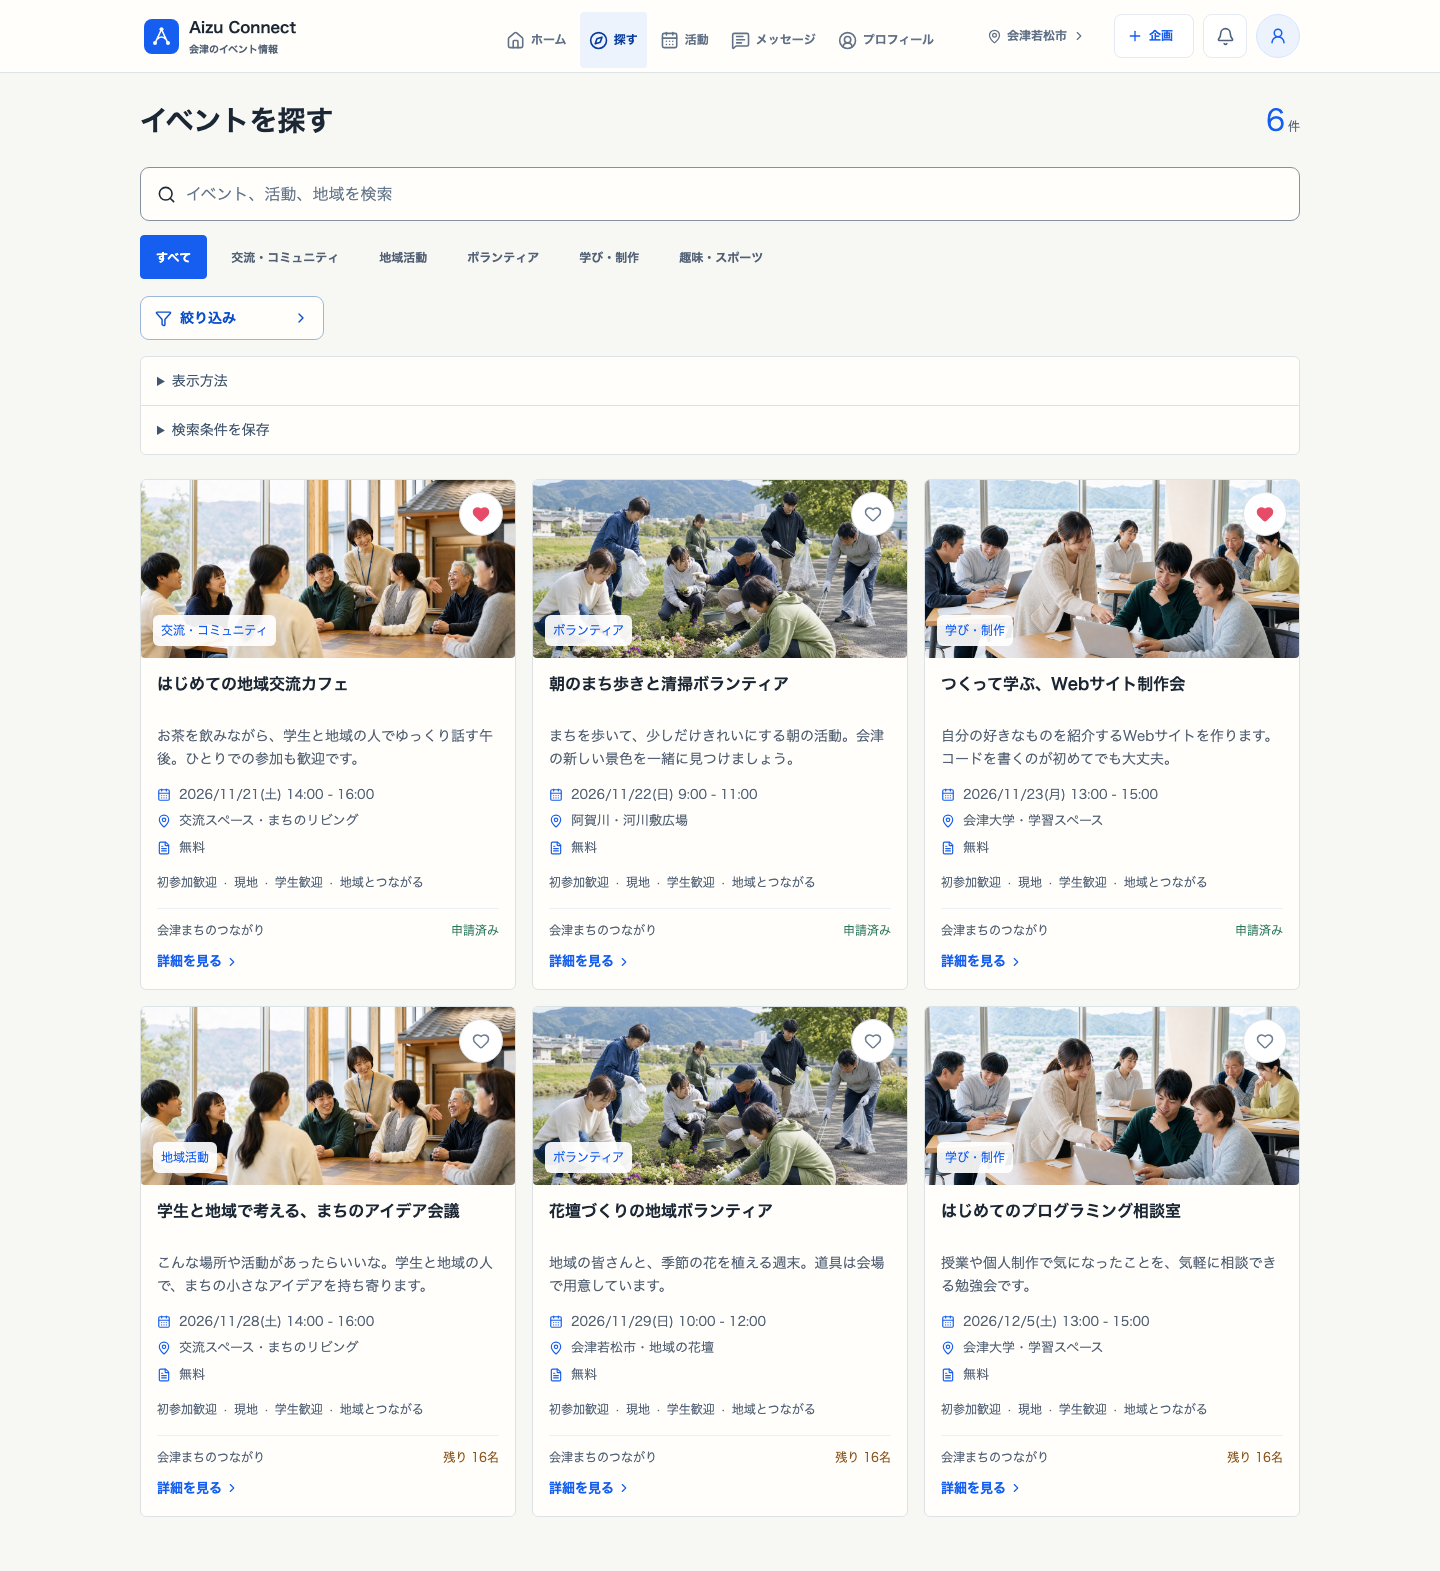 Aizu Connect
会津のイベント情報
ホーム
探す
活動
メッセージ
プロフィール
会津若松市
企画
イベントを探す
6件
イベント、活動、地域を検索
すべて
交流・コミュニティ
地域活動
ボランティア
学び・制作
趣味・スポーツ
絞り込み
表示方法
検索条件を保存
交流・コミュニティ
はじめての地域交流カフェ
お茶を飲みながら、学生と地域の人でゆっくり話す午
後。ひとりでの参加も歓迎です。
2026/11/21(土) 14:00 - 16:00
交流スペース・まちのリビング
無料
初参加歓迎 · 現地 · 学生歓迎 · 地域とつながる
会津まちのつながり
申請済み
詳細を見る
ボランティア
朝のまち歩きと清掃ボランティア
まちを歩いて、少しだけきれいにする朝の活動。会津
の新しい景色を一緒に見つけましょう。
2026/11/22(日) 9:00 - 11:00
阿賀川・河川敷広場
無料
初参加歓迎 · 現地 · 学生歓迎 · 地域とつながる
会津まちのつながり
申請済み
詳細を見る
学び・制作
つくって学ぶ、Webサイト制作会
自分の好きなものを紹介するWebサイトを作ります。
コードを書くのが初めてでも大丈夫。
2026/11/23(月) 13:00 - 15:00
会津大学・学習スペース
無料
初参加歓迎 · 現地 · 学生歓迎 · 地域とつながる
会津まちのつながり
申請済み
詳細を見る
地域活動
学生と地域で考える、まちのアイデア会議
こんな場所や活動があったらいいな。学生と地域の人
で、まちの小さなアイデアを持ち寄ります。
2026/11/28(土) 14:00 - 16:00
交流スペース・まちのリビング
無料
初参加歓迎 · 現地 · 学生歓迎 · 地域とつながる
会津まちのつながり
残り 16名
詳細を見る
ボランティア
花壇づくりの地域ボランティア
地域の皆さんと、季節の花を植える週末。道具は会場
で用意しています。
2026/11/29(日) 10:00 - 12:00
会津若松市・地域の花壇
無料
初参加歓迎 · 現地 · 学生歓迎 · 地域とつながる
会津まちのつながり
残り 16名
詳細を見る
学び・制作
はじめてのプログラミング相談室
授業や個人制作で気になったことを、気軽に相談でき
る勉強会です。
2026/12/5(土) 13:00 - 15:00
会津大学・学習スペース
無料
初参加歓迎 · 現地 · 学生歓迎 · 地域とつながる
会津まちのつながり
残り 16名
詳細を見る